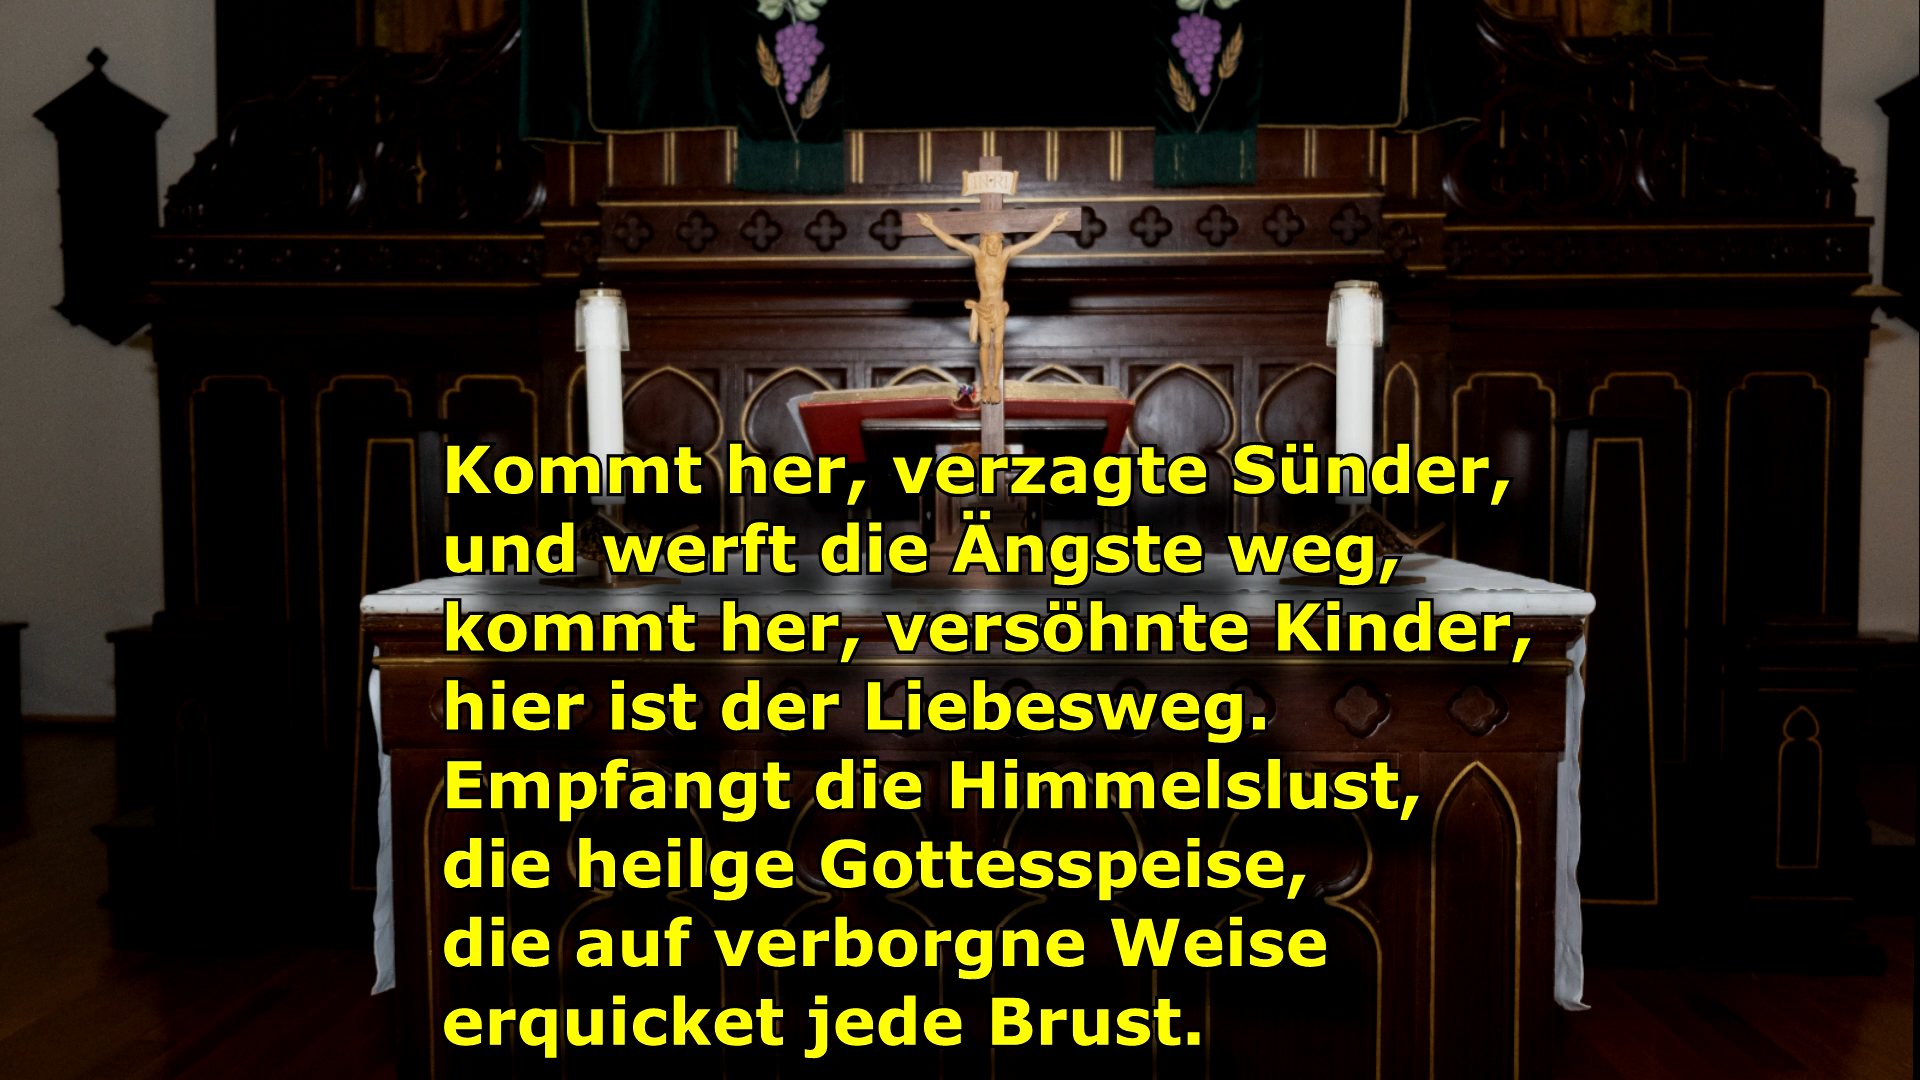 INRI
Kommt her, verzagte Sünder,
und werft die Ängste weg,
kommt her, versöhnte Kinder,
hier ist der Liebesweg.
Empfangt die Himmelslust,
die heilge Gottesspeise,
die auf verborgne Weise
erquicket jede Brust.